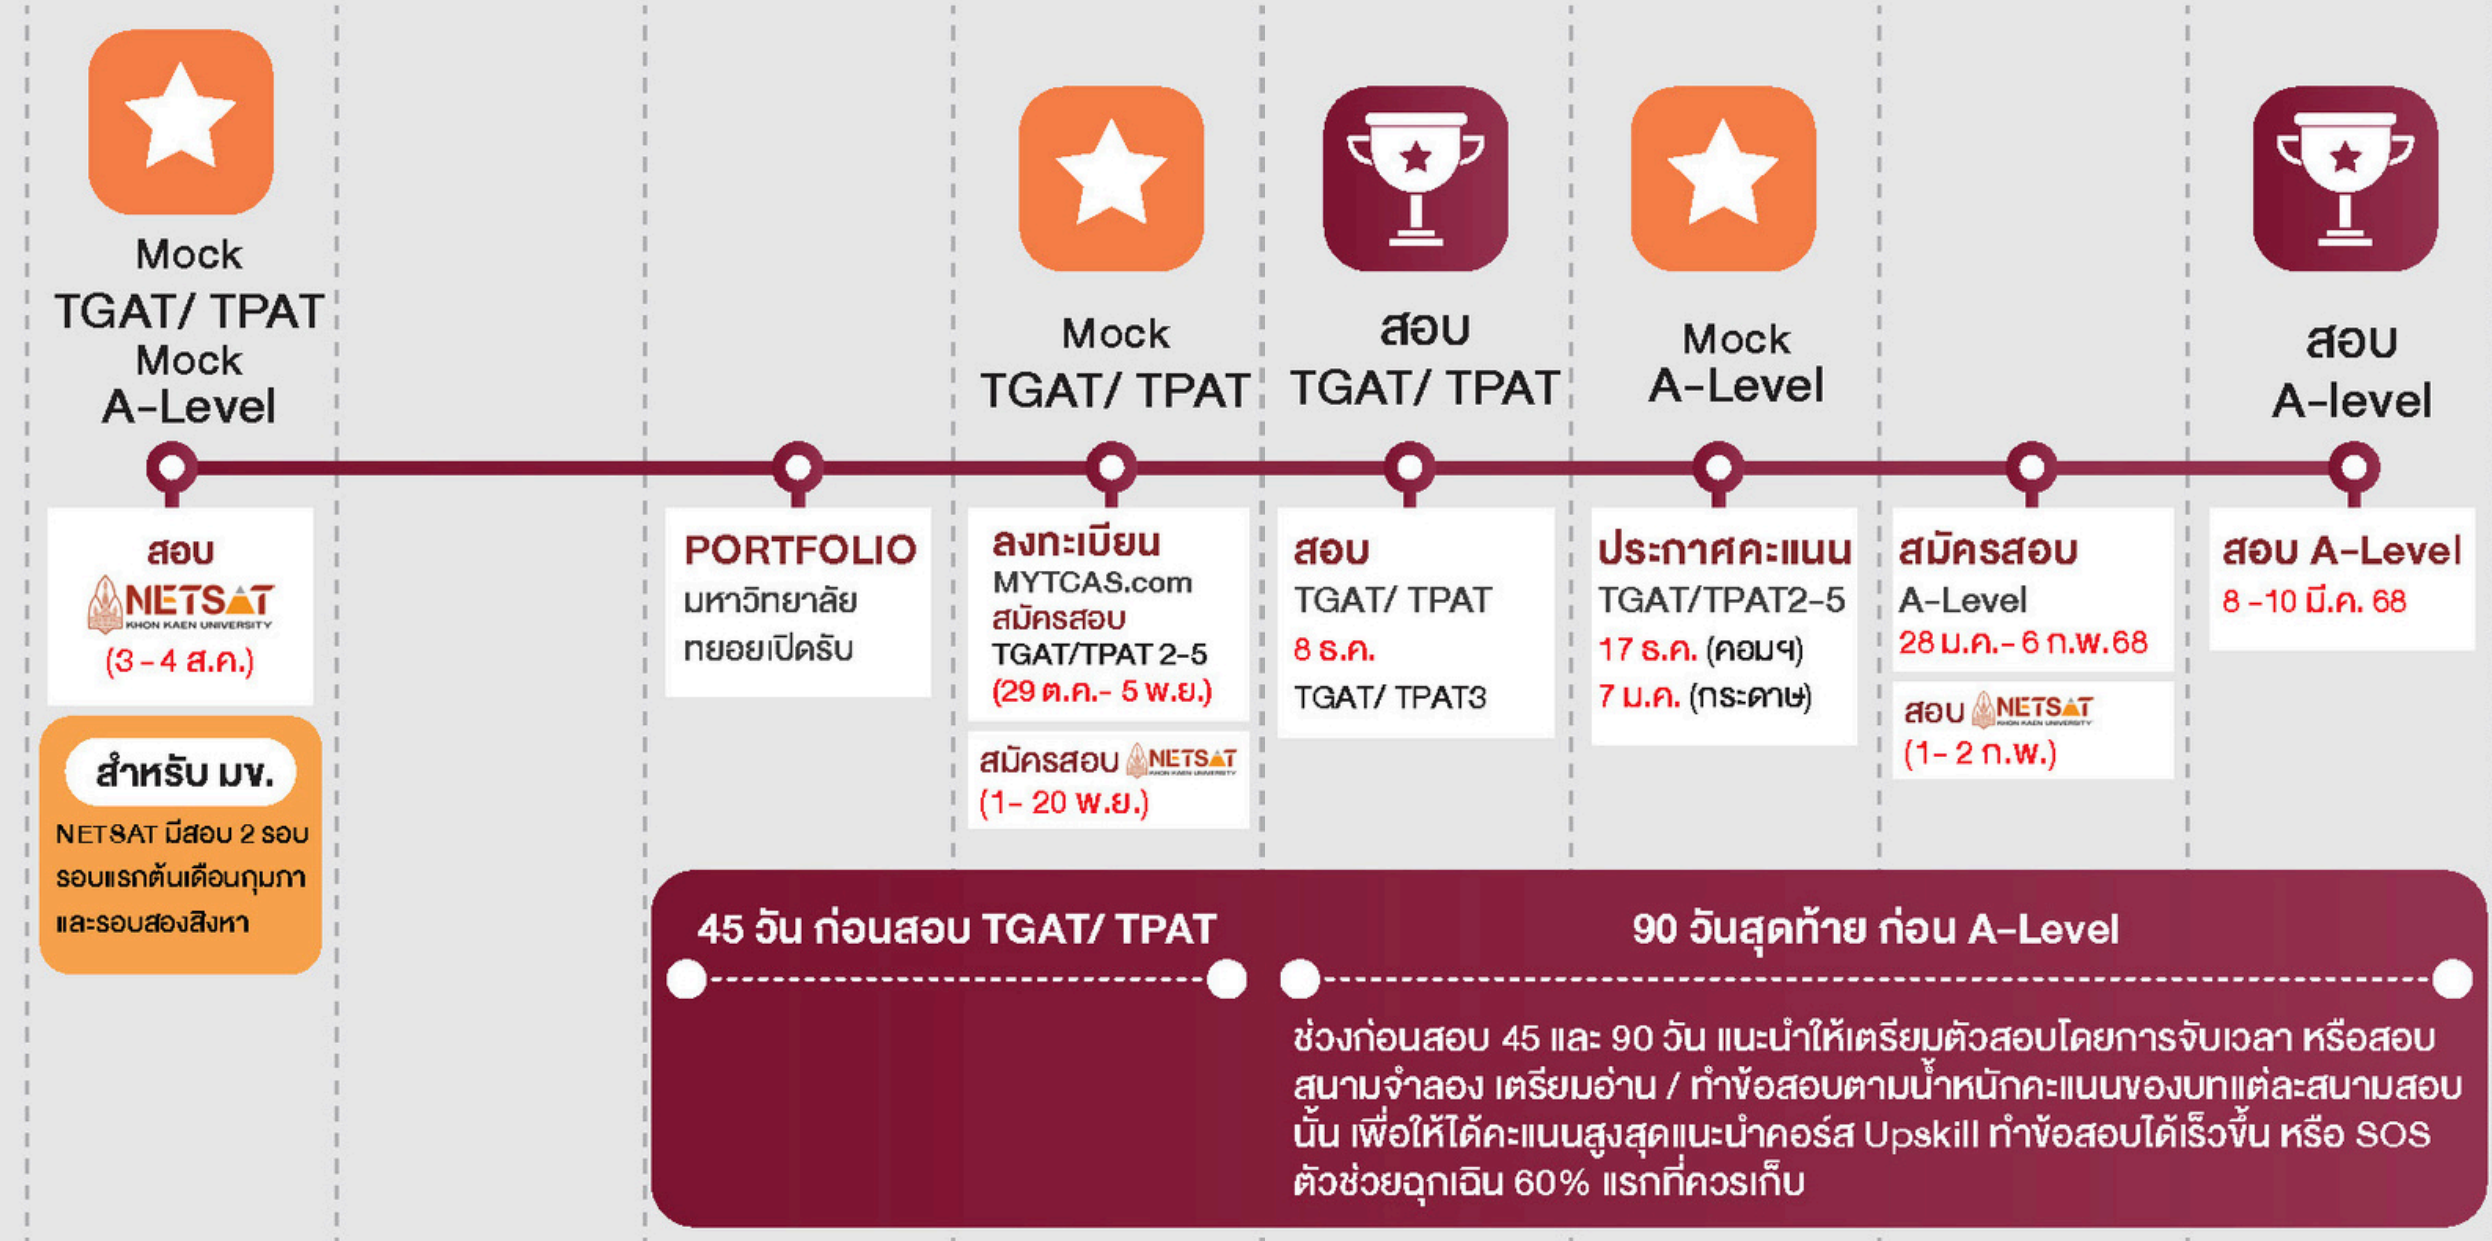 Mock
TGAT/ TPAT
Mock
A-Level
Mock
TGAT/ TPAT
สอบ
TGAT/ TPAT
Mock
A-Level
สอบ
A-level
สอบ
NETSAT
KHON KAEN UNIVERSITY
(3-4 ส.ค.)
สำหรับ มข.
NETSAT มีสอบ 2 รอบ
รอบแรกต้นเดือนกุมภา
และรอบสองสิงหา
PORTFOLIO
มหาวิทยาลัย
ทยอยเปิดรับ
ลงทะเบียน
MYTCAS.com
สมัครสอบ
TGAT/TPAT 2-5
(29 ต.ค.- 5 พ.ย.)
สมัครสอบ NETSAT
KHON KAEN UNIVERSITY
(1- 20 พ.ย.)
สอบ
TGAT/ TPAT
8 ธ.ค.
TGAT/ TPAT3
ประกาศคะแนน
TGAT/TPAT2-5
17 ธ.ค. (คอมฯ)
7 ม.ค. (กระดาษ)
สมัครสอบ
A-Level
28 ม.ค.- 6 ก.พ.68
สอบ NETSAT
KHON KAEN UNIVERSITY
(1- 2 ก.พ.)
สอบ A-Level
8 -10 มี.ค. 68
45 วัน ก่อนสอบ TGAT/ TPAT
90 วันสุดท้าย ก่อน A-Level
ช่วงก่อนสอบ 45 และ 90 วัน แนะนำให้เตรียมตัวสอบโดยการจับเวลา หรือสอบ
สนามจำลอง เตรียมอ่าน / ทำข้อสอบตามน้ำหนักคะแนนของบทแต่ละสนามสอบ
นั้น เพื่อให้ได้คะแนนสูงสุดแนะนำคอร์ส Upskill ทำข้อสอบได้เร็วขึ้น หรือ SOS
ตัวช่วยฉุกเฉิน 60% แรกที่ควรเก็บ